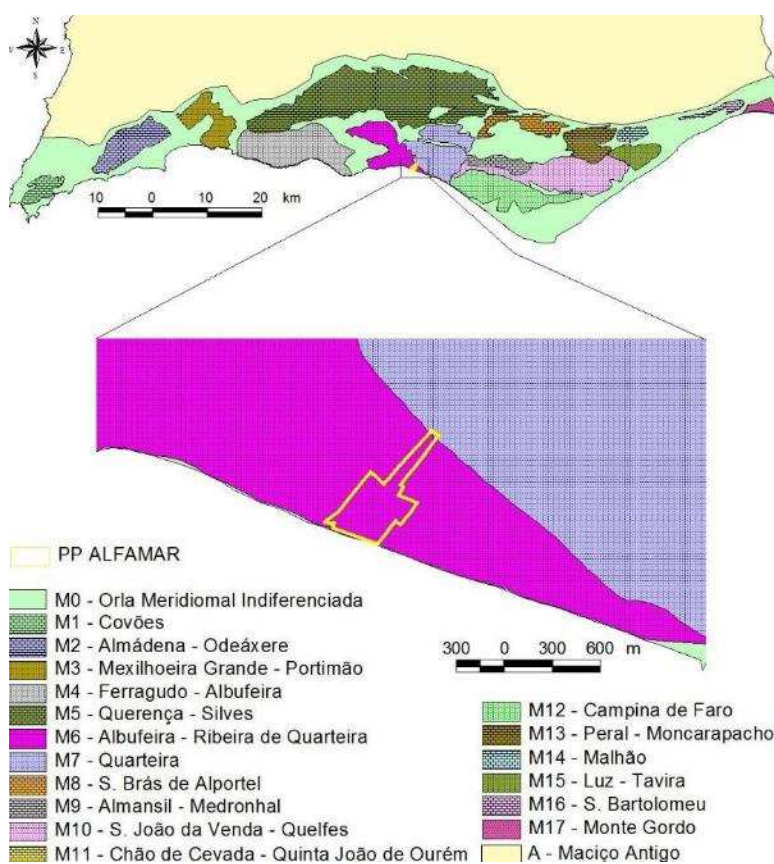 N
S
10 0 10 20 km
PP ALFAMAR
M0 - Orla Meridiomal Indiferenciada
M1 - Covões
M2 - Almádena - Odeáxere
M3 - Mexilhoeira Grande - Portimão
M4 - Ferragudo - Albufeira
M5 - Querença - Silves
M6 - Albufeira - Ribeira de Quarteira
M7 - Quarteira
M8 - S. Brás de Alportel
M9 - Almansil - Medronhal
M10 - S. João da Venda - Quelfes
M11 - Chão de Cevada - Quinta João de Ourém
300 0 300 600 m
M12 - Campina de Faro
M13 - Peral - Moncarapacho
M14 - Malhão
M15 - Luz - Tavira
M16 - S. Bartolomeu
M17 - Monte Gordo
A - Maciço Antigo